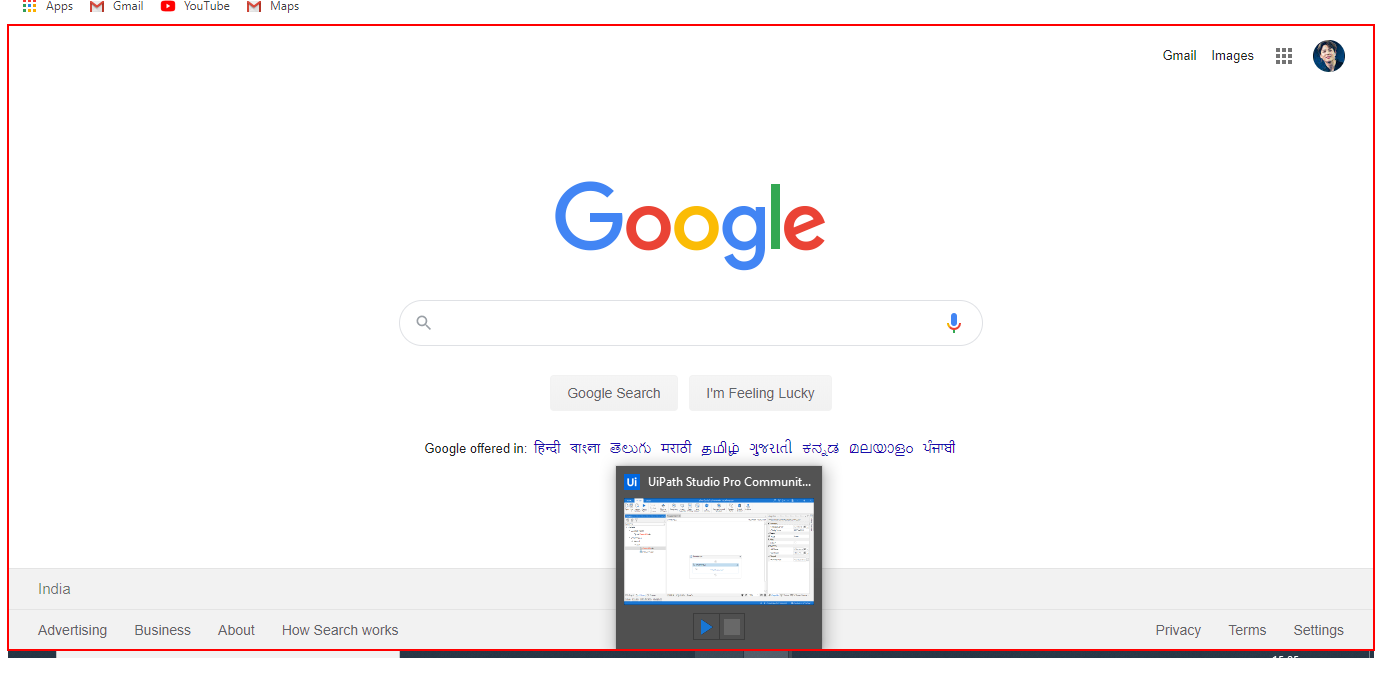 Apps Gmail YouTube Maps
Gmail Images
Google
Google Search I'm Feeling Lucky
Google offered in: हिन्दी বাংলা తెలుగు मराठी தமிழ் ગુજરાતી ಕನ್ನಡ മലയാളം ਪੰਜਾਬੀ
Ui UiPath Studio Pro Communit...
India
Advertising Business About How Search works Privacy Terms Settings